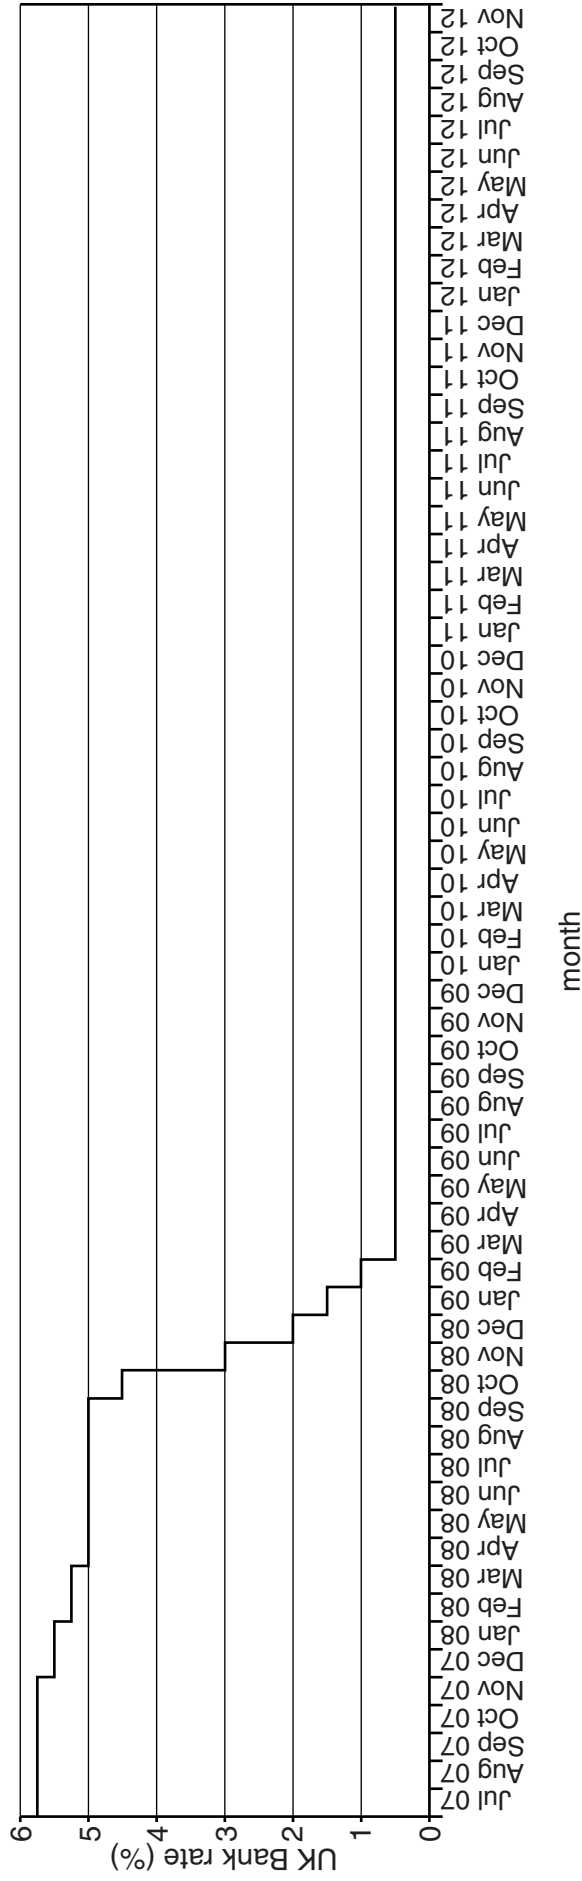 UK Bank rate (%)
6
5
4
3
2
1
0
Jul 07
Aug 07
Sep 07
Oct 07
Nov 07
Dec 07
Jan 08
Feb 08
Mar 08
Apr 08
May 08
Jun 08
Jul 08
Aug 08
Sep 08
Oct 08
Nov 08
Dec 08
Jan 09
Feb 09
Mar 09
Apr 09
May 09
Jun 09
Jul 09
Aug 09
Sep 09
Oct 09
Nov 09
Dec 09
Jan 10
Feb 10
Mar 10
Apr 10
May 10
Jun 10
Jul 10
Aug 10
Sep 10
Oct 10
Nov 10
Dec 10
Jan 11
Feb 11
Mar 11
Apr 11
May 11
Jun 11
Jul 11
Aug 11
Sep 11
Oct 11
Nov 11
Dec 11
Jan 12
Feb 12
Mar 12
Apr 12
May 12
Jun 12
Jul 12
Aug 12
Sep 12
Oct 12
Nov 12
month